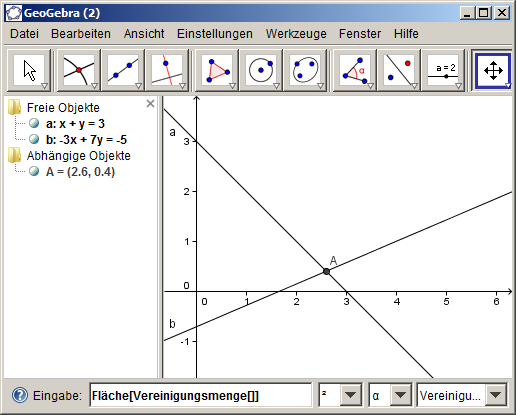 GeoGebra (2)
Datei Bearbeiten Ansicht Einstellungen Werkzeuge Fenster Hilfe
α
a = 2
Freie Objekte
a: x + y = 3
b: -3x + 7y = -5
Abhängige Objekte
A = (2.6, 0.4)
a
3
2
1
A
0
0 1 2 3 4 5 6
b
-1
Eingabe: Fläche[Vereinigungsmenge[]] ² α Vereinigu...